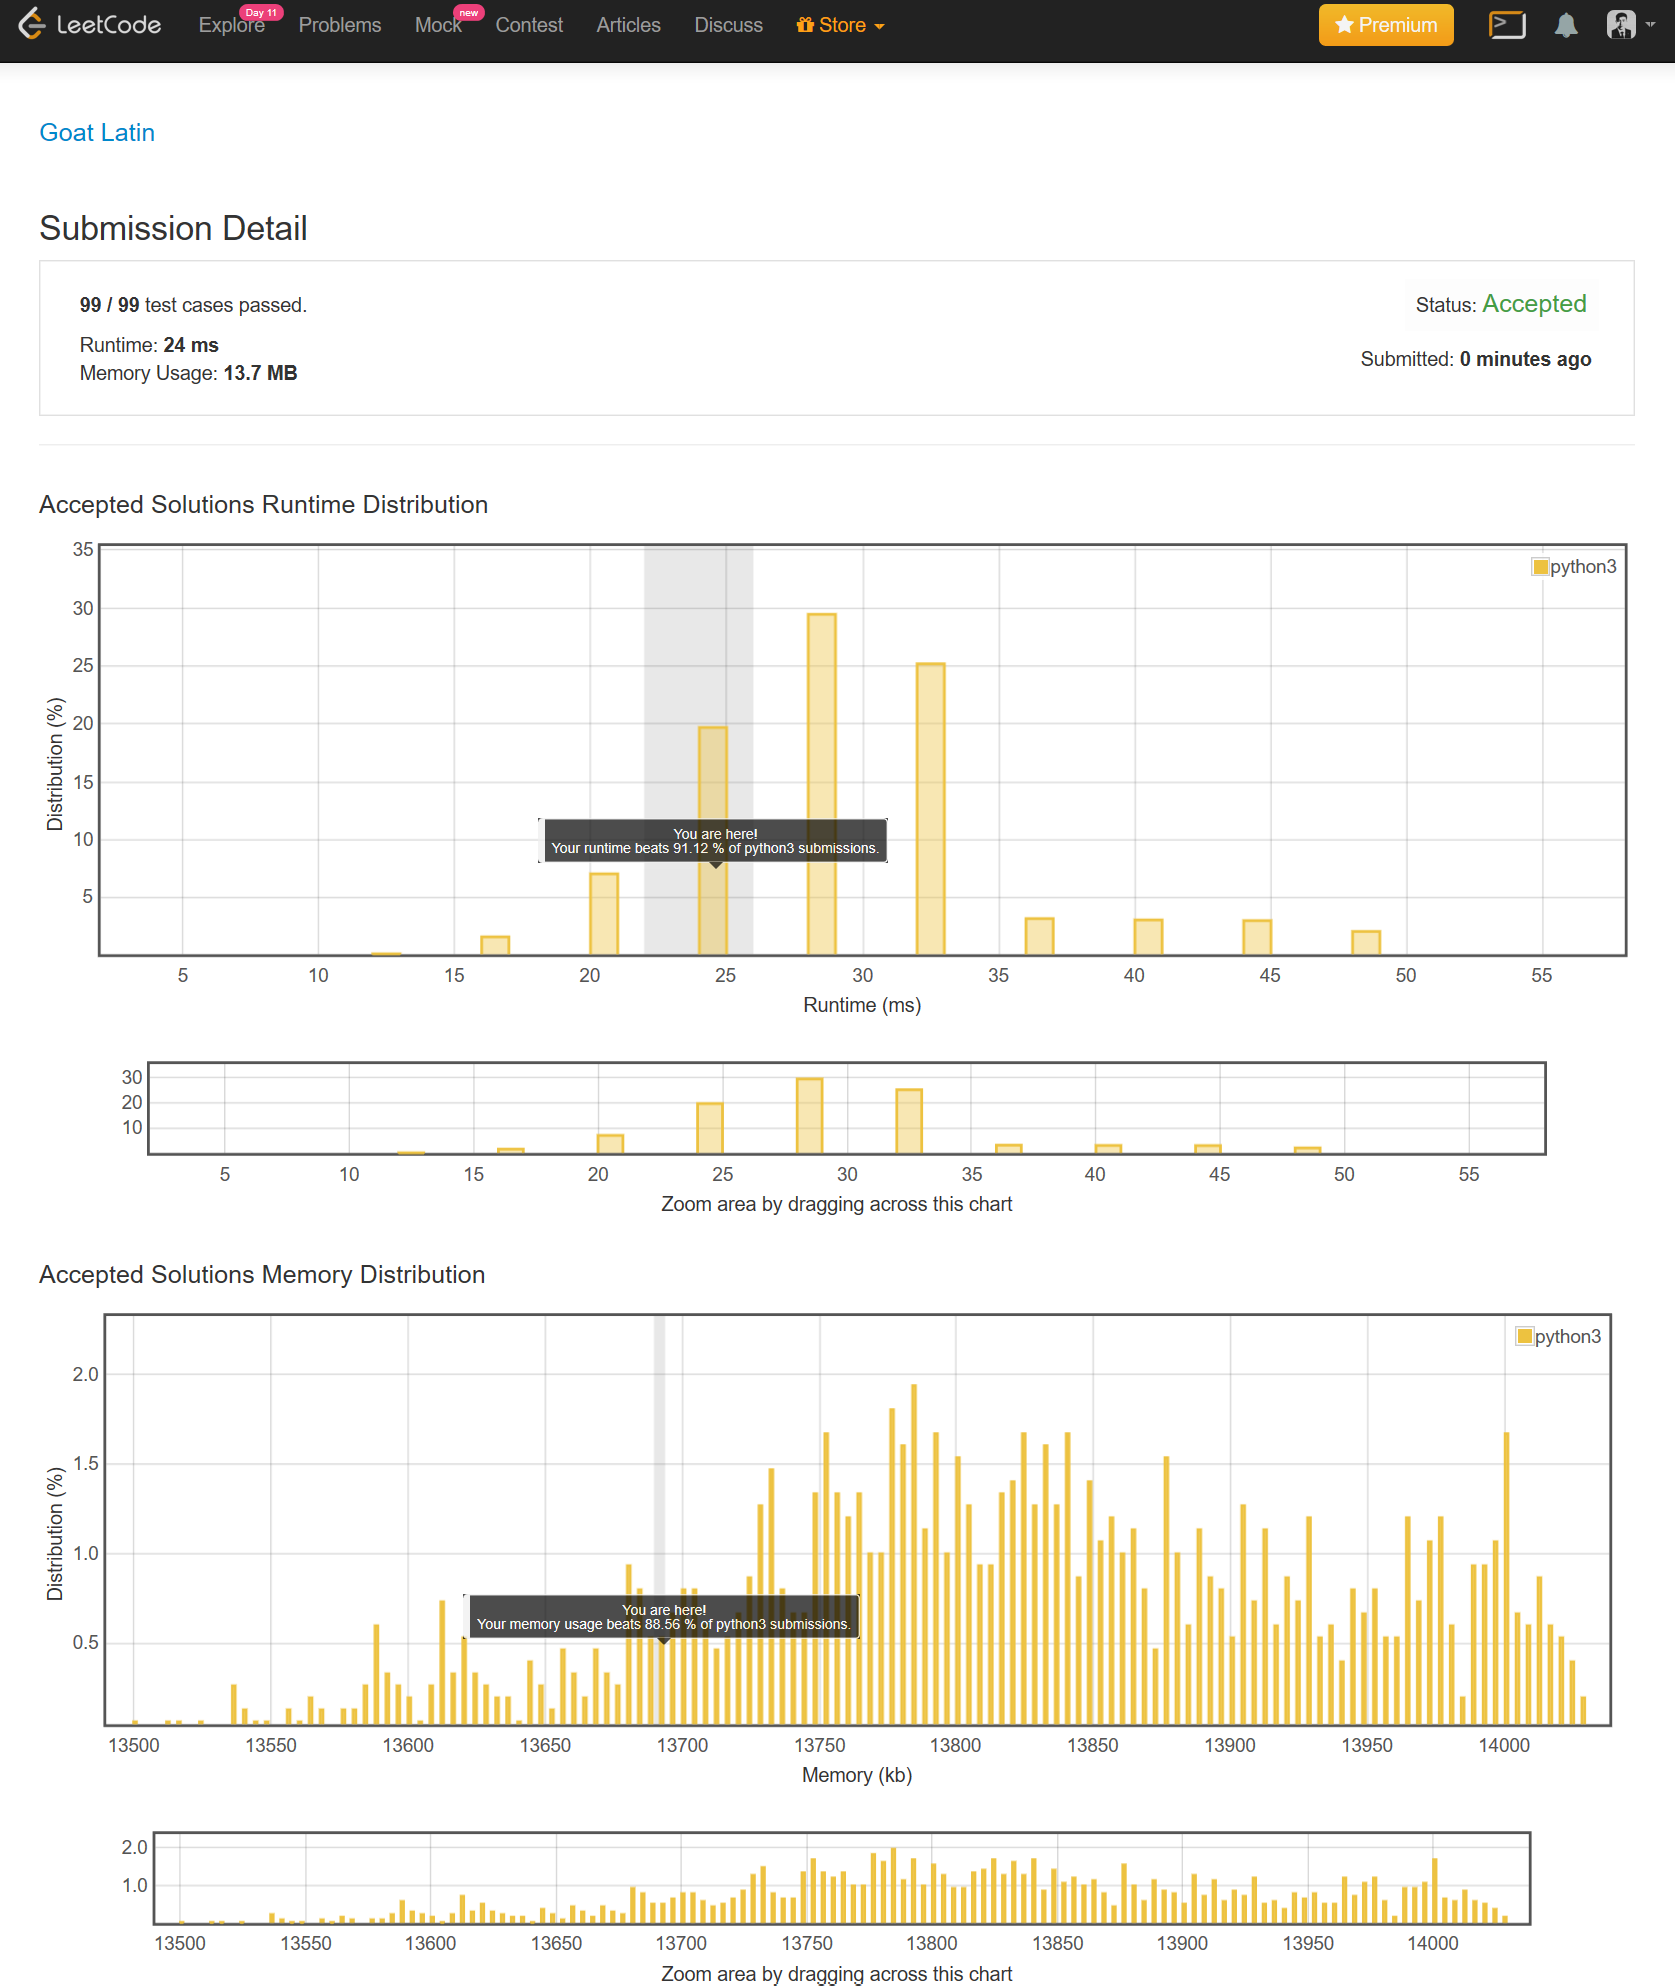 LeetCode
Explore
Day 11
Problems
Mock
new
Contest
Articles
Discuss
Store
Premium
Goat Latin
Submission Detail
99 / 99 test cases passed.
Status: Accepted
Runtime: 24 ms
Submitted: 0 minutes ago
Memory Usage: 13.7 MB
Accepted Solutions Runtime Distribution
35
30
25
20
15
10
5
Distribution (%)
python3
You are here!
Your runtime beats 91.12 % of python3 submissions.
5 10 15 20 25 30 35 40 45 50 55
Runtime (ms)
30
20
10
5 10 15 20 25 30 35 40 45 50 55
Zoom area by dragging across this chart
Accepted Solutions Memory Distribution
2.0
1.5
1.0
0.5
Distribution (%)
python3
You are here!
Your memory usage beats 88.56 % of python3 submissions.
13500 13550 13600 13650 13700 13750 13800 13850 13900 13950 14000
Memory (kb)
2.0
1.0
13500 13550 13600 13650 13700 13750 13800 13850 13900 13950 14000
Zoom area by dragging across this chart